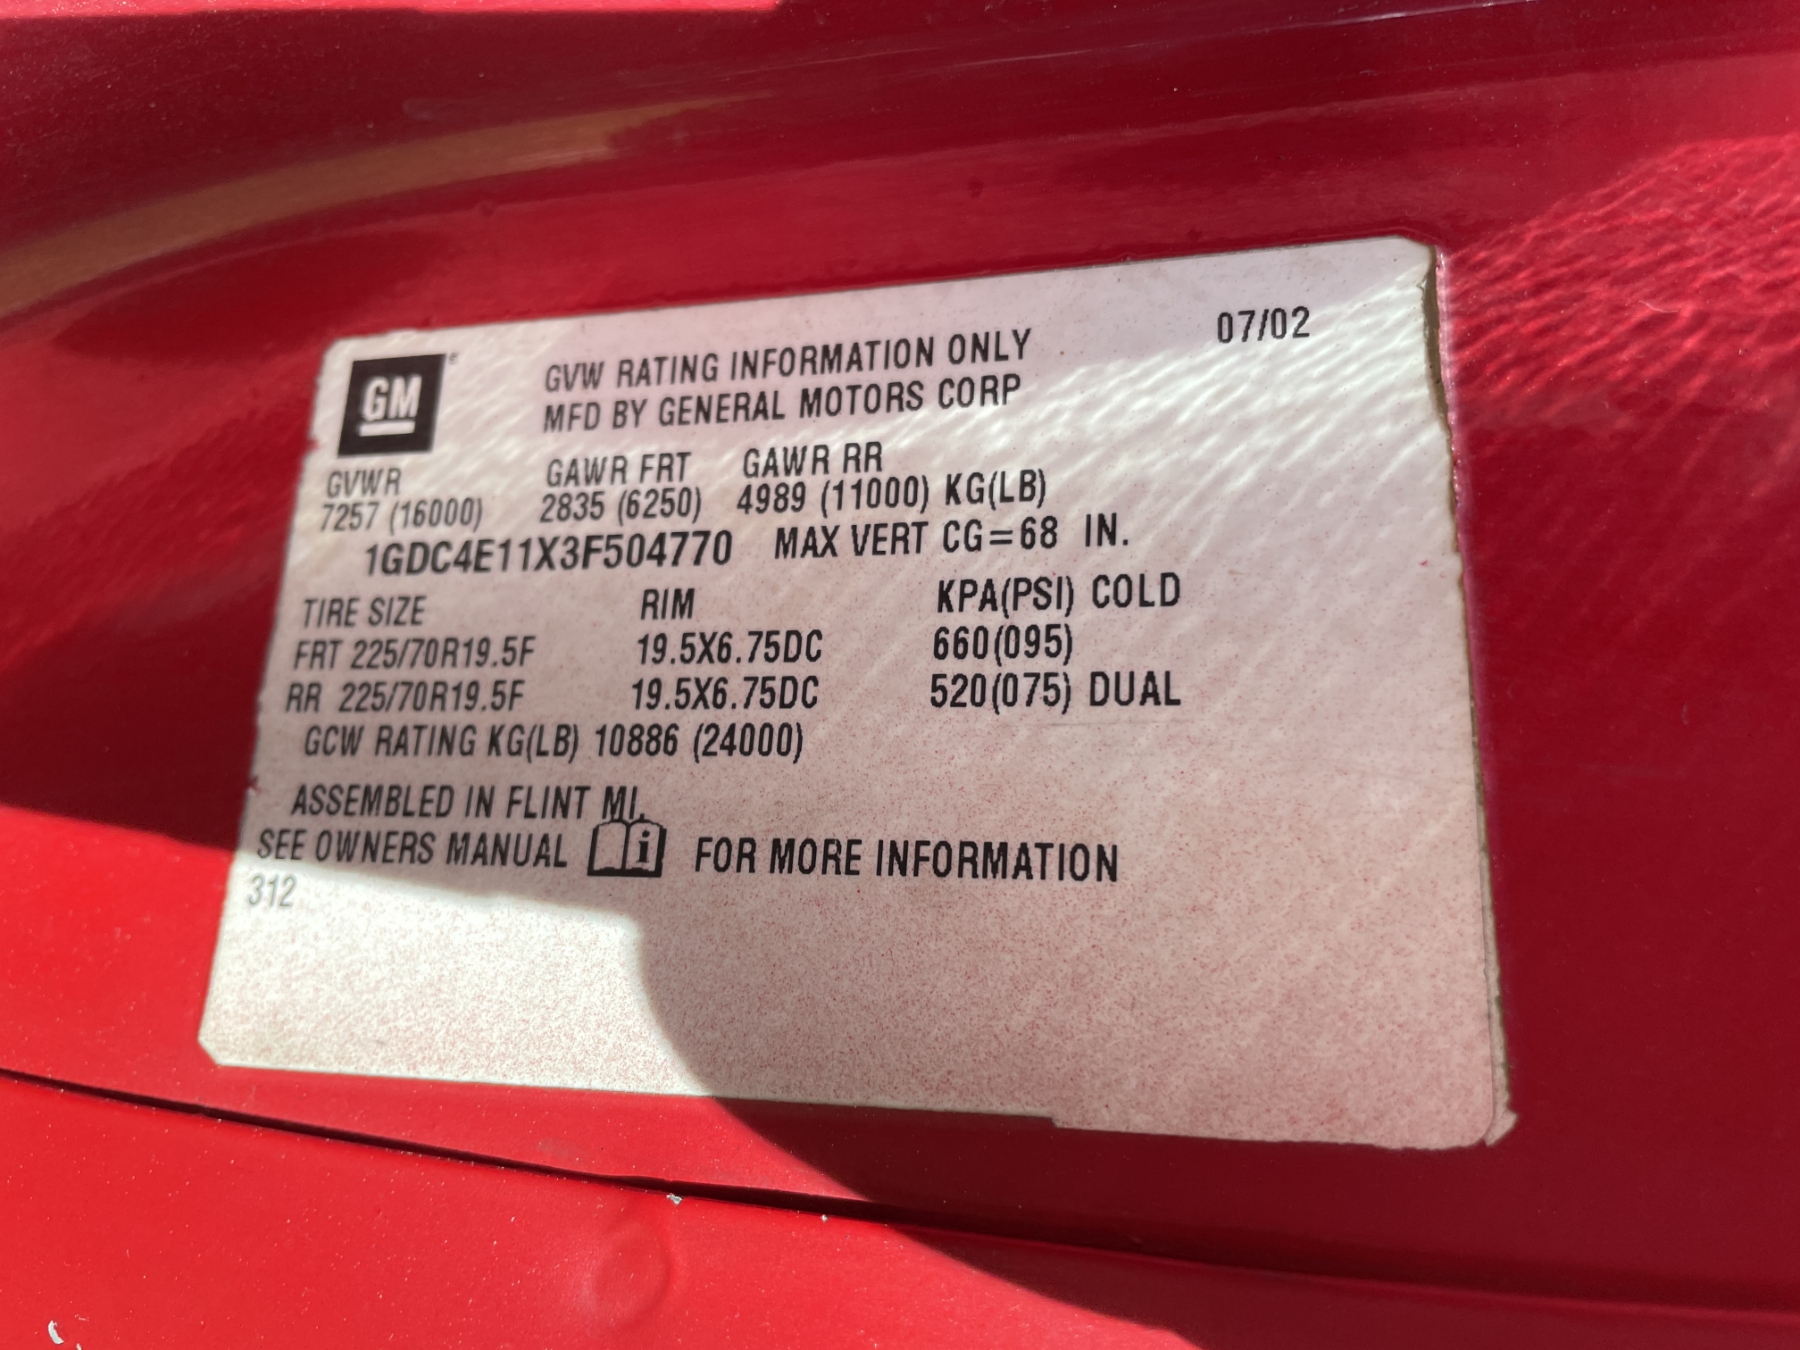 GM
07/02
GVW RATING INFORMATION ONLY
MFD BY GENERAL MOTORS CORP
GVWR GAWR FRT GAWR RR
7257 (16000) 2835 (6250) 4989 (11000) KG(LB)
1GDC4E11X3F504770 MAX VERT CG=68 IN.
TIRE SIZE RIM KPA(PSI) COLD
FRT 225/70R19.5F 19.5X6.75DC 660(095)
RR 225/70R19.5F 19.5X6.75DC 520(075) DUAL
GCW RATING KG(LB) 10886 (24000)
ASSEMBLED IN FLINT MI.
SEE OWNERS MANUAL i FOR MORE INFORMATION
312